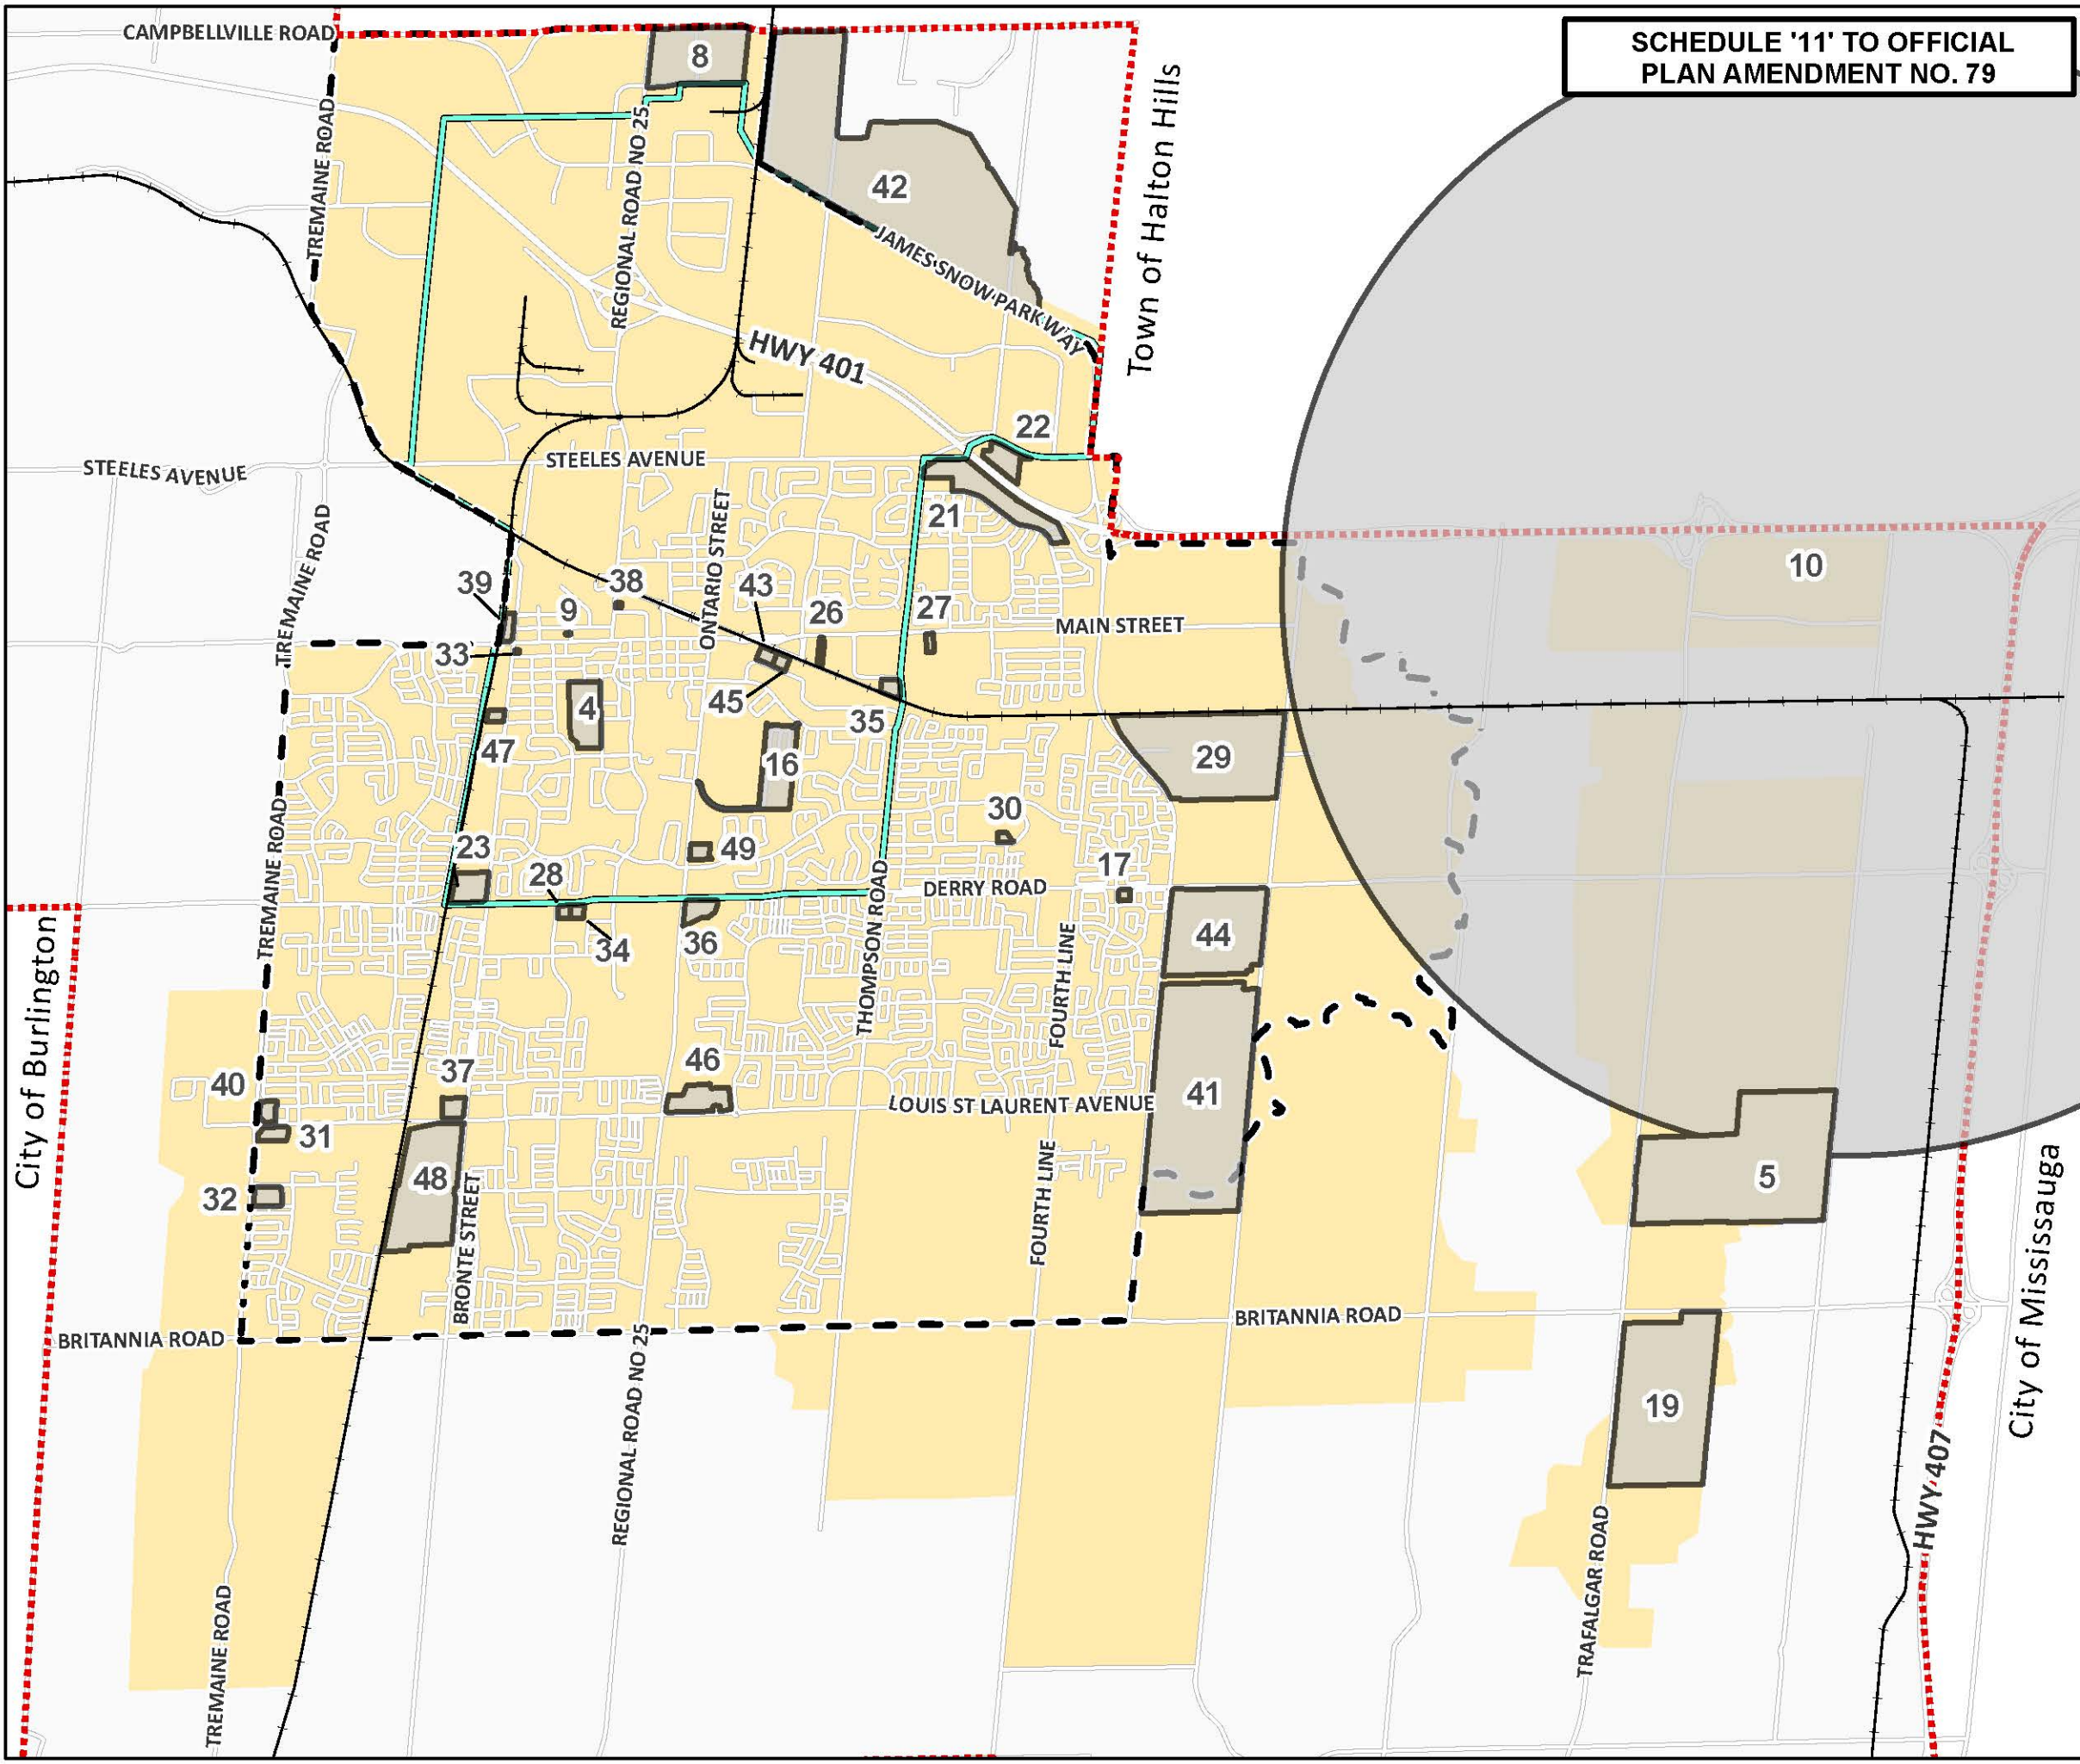 SCHEDULE '11' TO OFFICIAL
PLAN AMENDMENT NO. 79
CAMPBELLVILLE ROAD
8
TREMAINE ROAD
REGIONAL ROAD NO 25
42
Town of Halton Hills
JAMES SNOW PARKWAY
HWY 401
22
STEELES AVENUE
STEELES AVENUE
21
ONTARIO STREET
TREMAINE ROAD
10
39
38
43
9
26
27
MAIN STREET
33
45
4
35
47
16
29
30
TREMAINE ROAD
23
49
28
17
DERRY ROAD
THOMPSON ROAD
44
34
36
FOURTH LINE
City of Burlington
46
37
40
41
LOUIS ST LAURENT AVENUE
31
48
5
32
BRONTE STREET
FOURTH LINE
City of Mississauga
BRITANNIA ROAD
BRITANNIA ROAD
REGIONAL ROAD NO 25
19
HWY 407
TRAFALGAR ROAD
TREMAINE ROAD